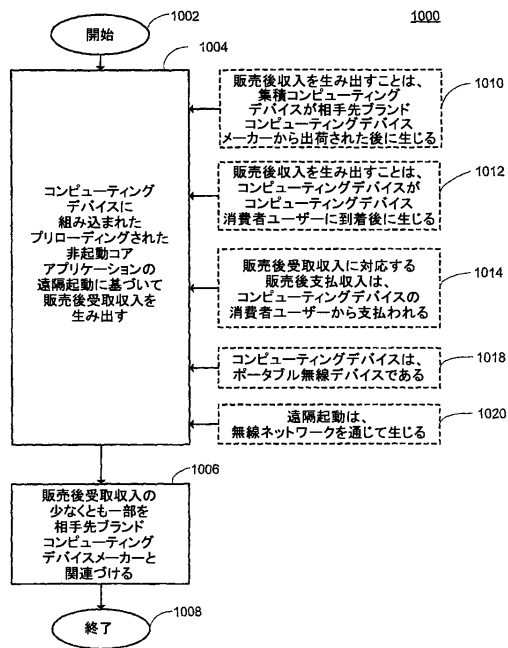 1000
1002
開始
1004
コンピューティング
デバイスに
組み込まれた
プリローディングされた
非起動コア
アプリケーションの
遠隔起動に基づいて
販売後受取収入を
生み出す
販売後収入を生み出すことは、
集積コンピューティング
デバイスが相手先ブランド
コンピューティングデバイス
メーカーから出荷された後に生じる
1010
販売後収入を生み出すことは、
コンピューティングデバイスが
コンピューティングデバイス
消費者ユーザーに到着後に生じる
1012
販売後受取収入に対応する
販売後支払収入は、
コンピューティングデバイスの
消費者ユーザーから支払われる
1014
コンピューティングデバイスは、
ポータブル無線デバイスである
1018
遠隔起動は、
無線ネットワークを通じて生じる
1020
1006
販売後受取収入の
少なくとも一部を
相手先ブランド
コンピューティング
デバイスメーカーと
関連づける
終了
1008